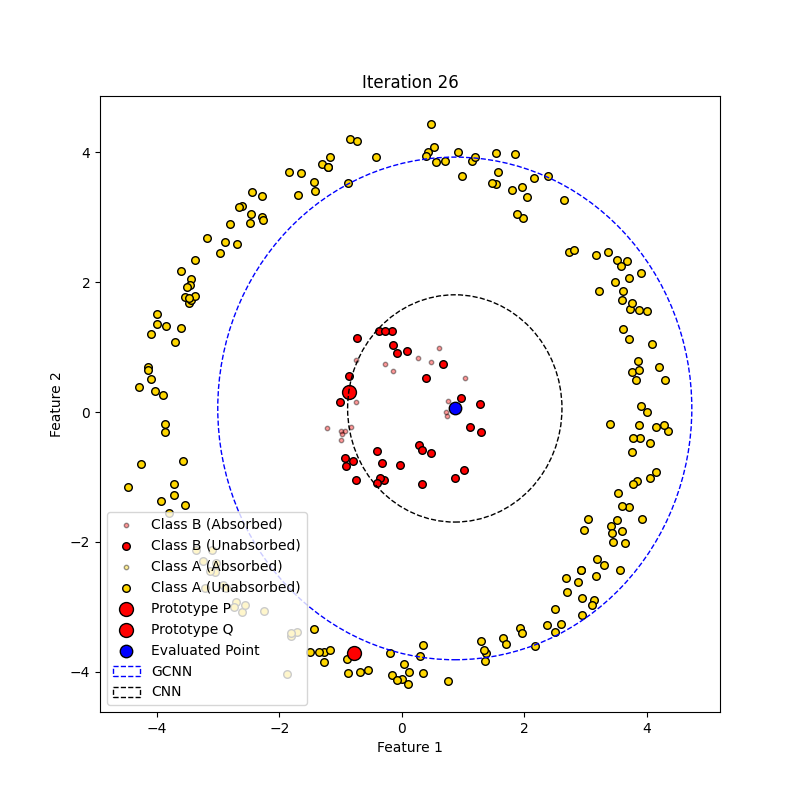 Iteration 26
Feature 2
4
2
0
−2
−4
Class B (Absorbed)
Class B (Unabsorbed)
Class A (Absorbed)
Class A (Unabsorbed)
Prototype P
Prototype Q
Evaluated Point
GCNN
CNN
−4 −2 0 2 4
Feature 1